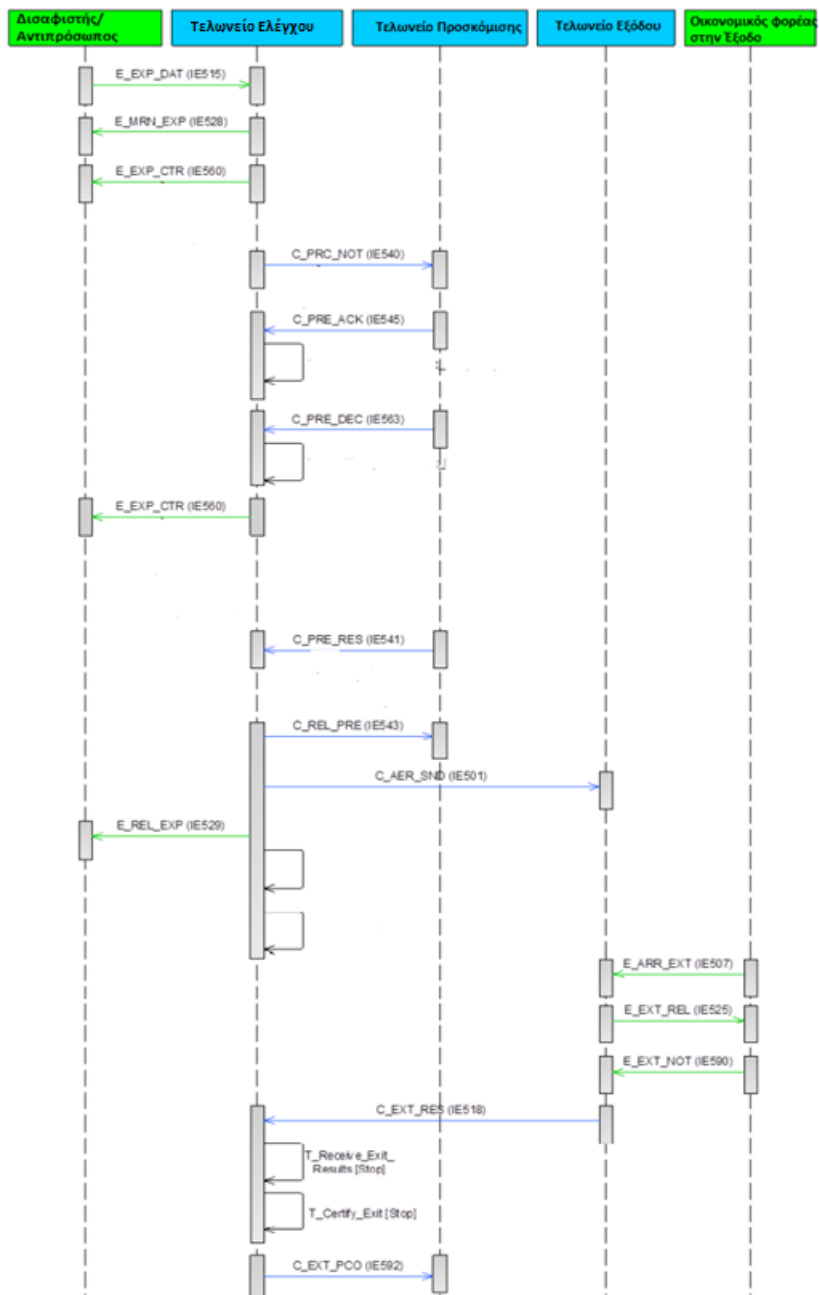 Δισαφιστής/
Αντιπρόσωπος
Τελωνείο Ελέγχου
Τελωνείο Προσκόμισης
Τελωνείο Εξόδου
Οικονομικός φορέας
στην Έξοδο
E_EXP_DAT (IE515)
E_MRN_EXP (IE528)
E_EXP_CTR (IE560)
C_PRC_NOT (IE540)
C_PRE_ACK (IE545)
C_PRE_DEC (IE563)
E_EXP_CTR (IE560)
C_PRE_RES (IE541)
C_REL_PRE (IE543)
C_AER_SND (IE501)
E_REL_EXP (IE529)
E_ARR_EXT (IE507)
E_EXT_REL (IE525)
E_EXT_NOT (IE590)
C_EXT_RES (IE518)
T_Receive_Exit_
Results [Stop]
T_Certify_Exit [Stop]
C_EXT_PCO (IE592)